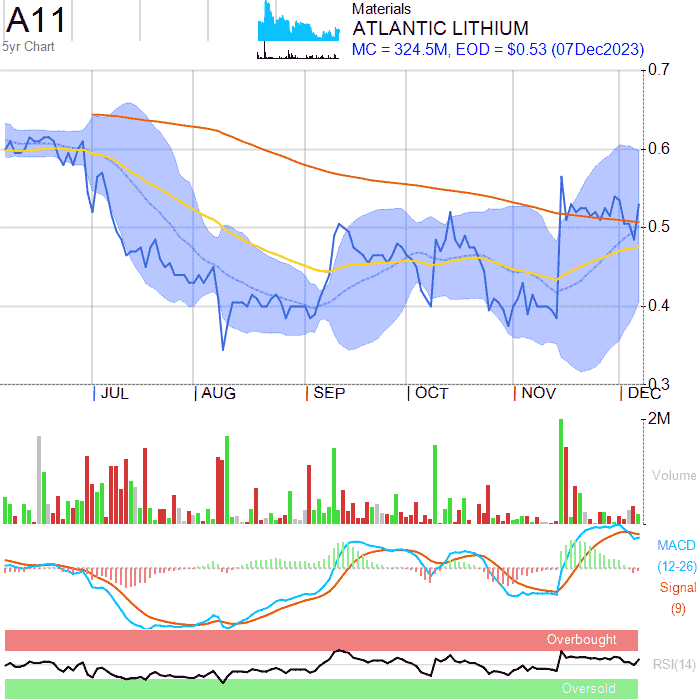 A11
5yr Chart
Materials
ATLANTIC LITHIUM
MC = 324.5M, EOD = $0.53 (07Dec2023)
0.7
0.6
0.5
0.4
0.3
JUL AUG SEP OCT NOV DEC
2M
Volume
MACD
(12-26)
Signal
(9)
Overbought
RSI(14)
Oversold